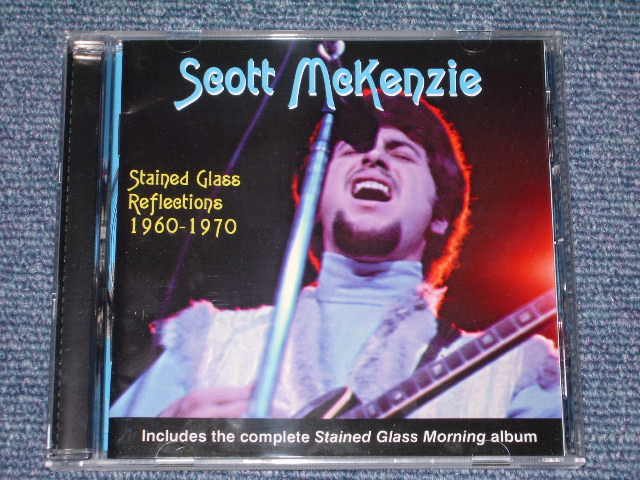 Scott McKenzie
Stained Glass
Reflections
1960-1970
Includes the complete Stained Glass Morning album